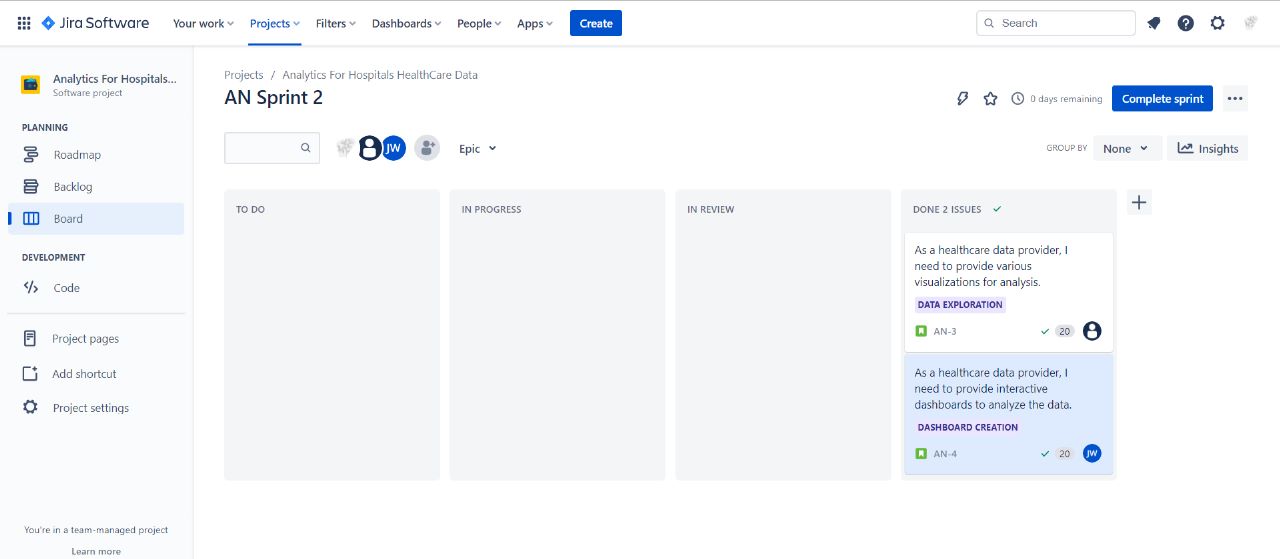 Jira Software Your work Projects Filters Dashboards People Apps Create Search
Analytics For Hospitals...
Software project
PLANNING
Roadmap
Backlog
Board
DEVELOPMENT
Code
Project pages
Add shortcut
Project settings
You're in a team-managed project
Learn more
Projects / Analytics For Hospitals HealthCare Data
AN Sprint 2
0 days remaining Complete sprint
JW Epic GROUP BY None Insights
TO DO IN PROGRESS IN REVIEW DONE 2 ISSUES
As a healthcare data provider, I
need to provide various
visualizations for analysis.
DATA EXPLORATION
AN-3 20
As a healthcare data provider, I
need to provide interactive
dashboards to analyze the data.
DASHBOARD CREATION
AN-4 20 JW